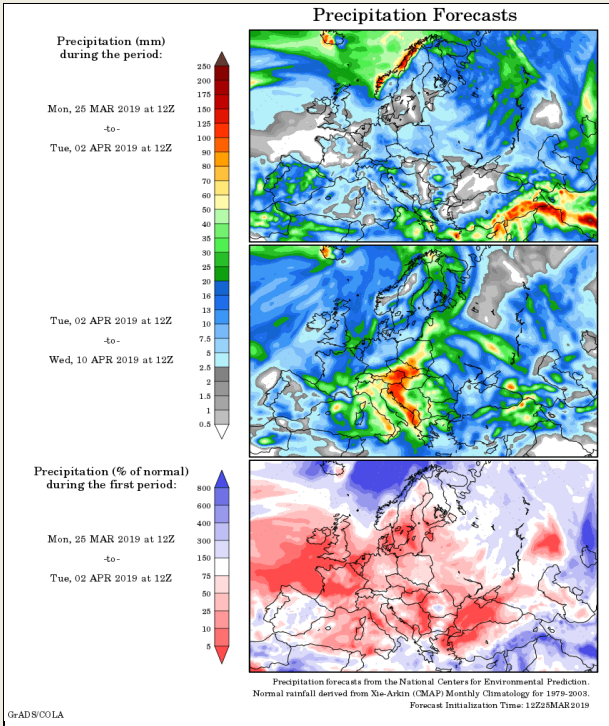 Precipitation Forecasts
Precipitation (mm)
during the period:
Mon, 25 MAR 2019 at 12Z
-to-
Tue, 02 APR 2019 at 12Z
250
200
175
150
125
100
90
80
70
60
50
40
35
30
25
20
16
13
10
7.5
5
2.5
2
1.5
1
0.5
Tue, 02 APR 2019 at 12Z
-to-
Wed, 10 APR 2019 at 12Z
Precipitation (% of normal)
during the first period:
Mon, 25 MAR 2019 at 12Z
-to-
Tue, 02 APR 2019 at 12Z
800
600
400
300
150
75
50
25
10
5
Precipitation forecasts from the National Centers for Environmental Prediction.
Normal rainfall derived from Xie-Arkin (CMAP) Monthly Climatology for 1979-2003.
Forecast Initialization Time: 12Z25MAR2019
GrADS/COLA